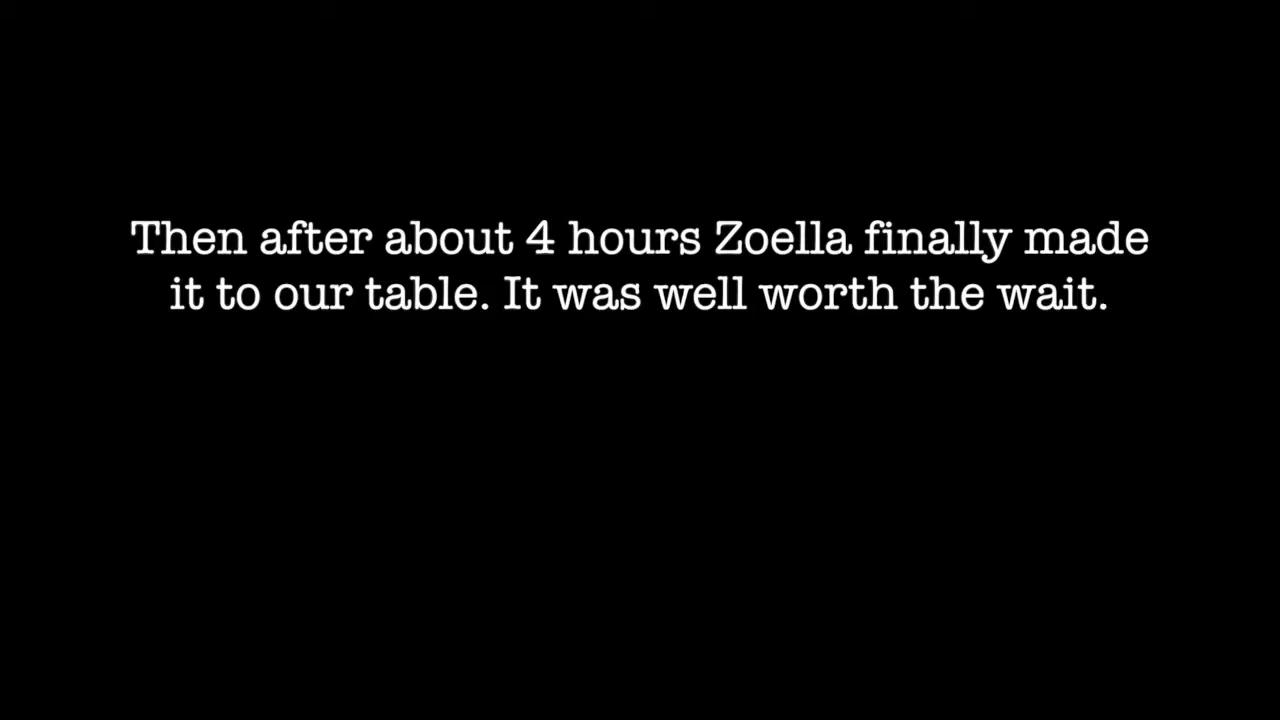 Then after about 4 hours Zoella finally made
it to our table. It was well worth the wait.